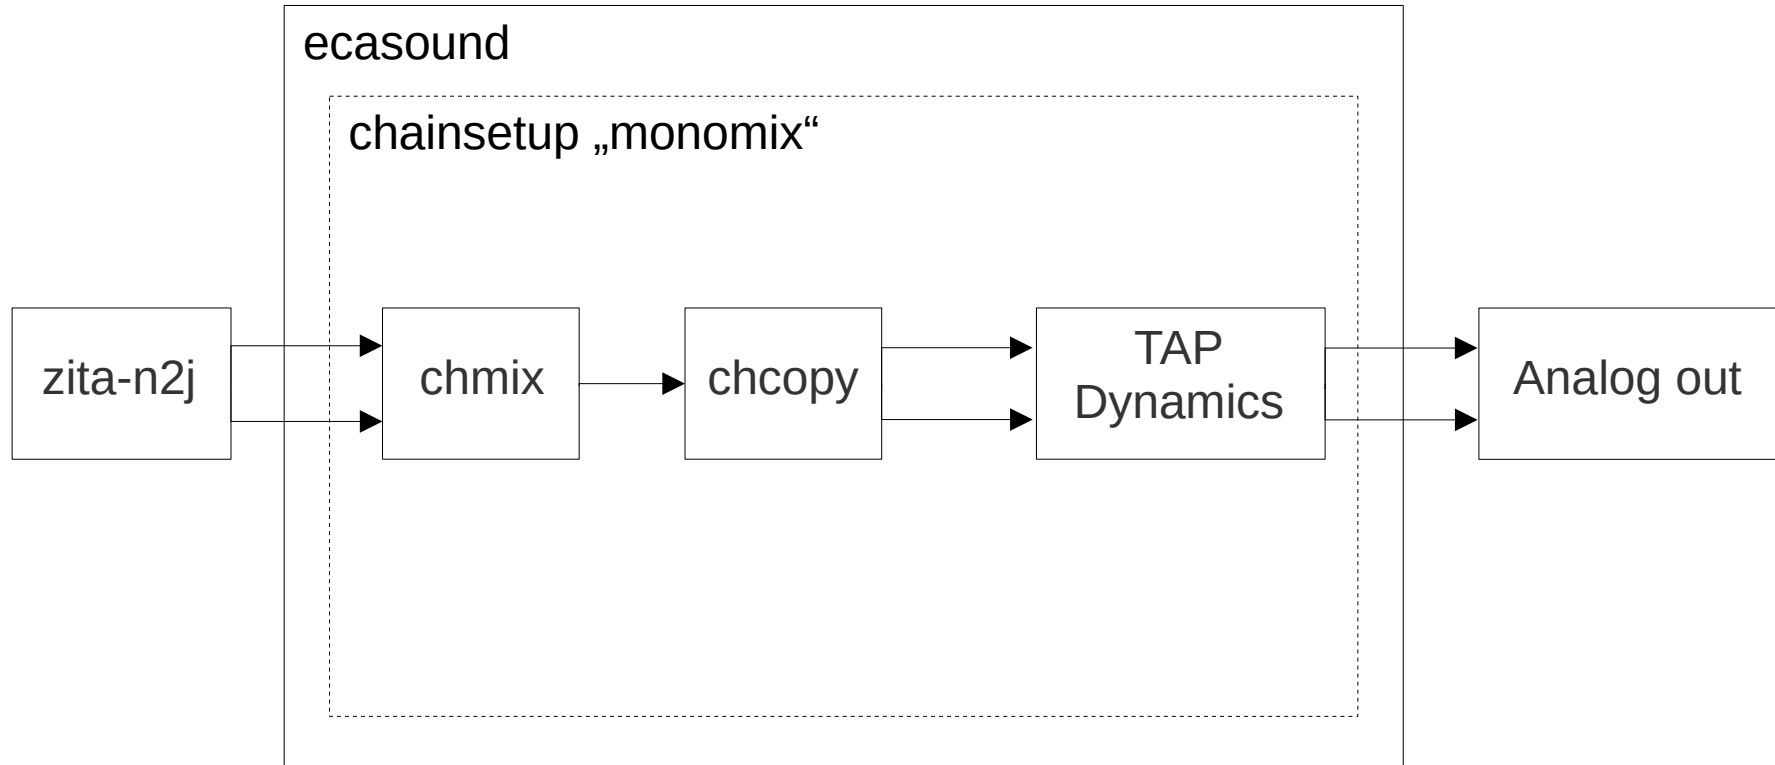 ecasound
chainsetup „monomix“
zita-n2j
chmix
chcopy
TAP
Dynamics
Analog out